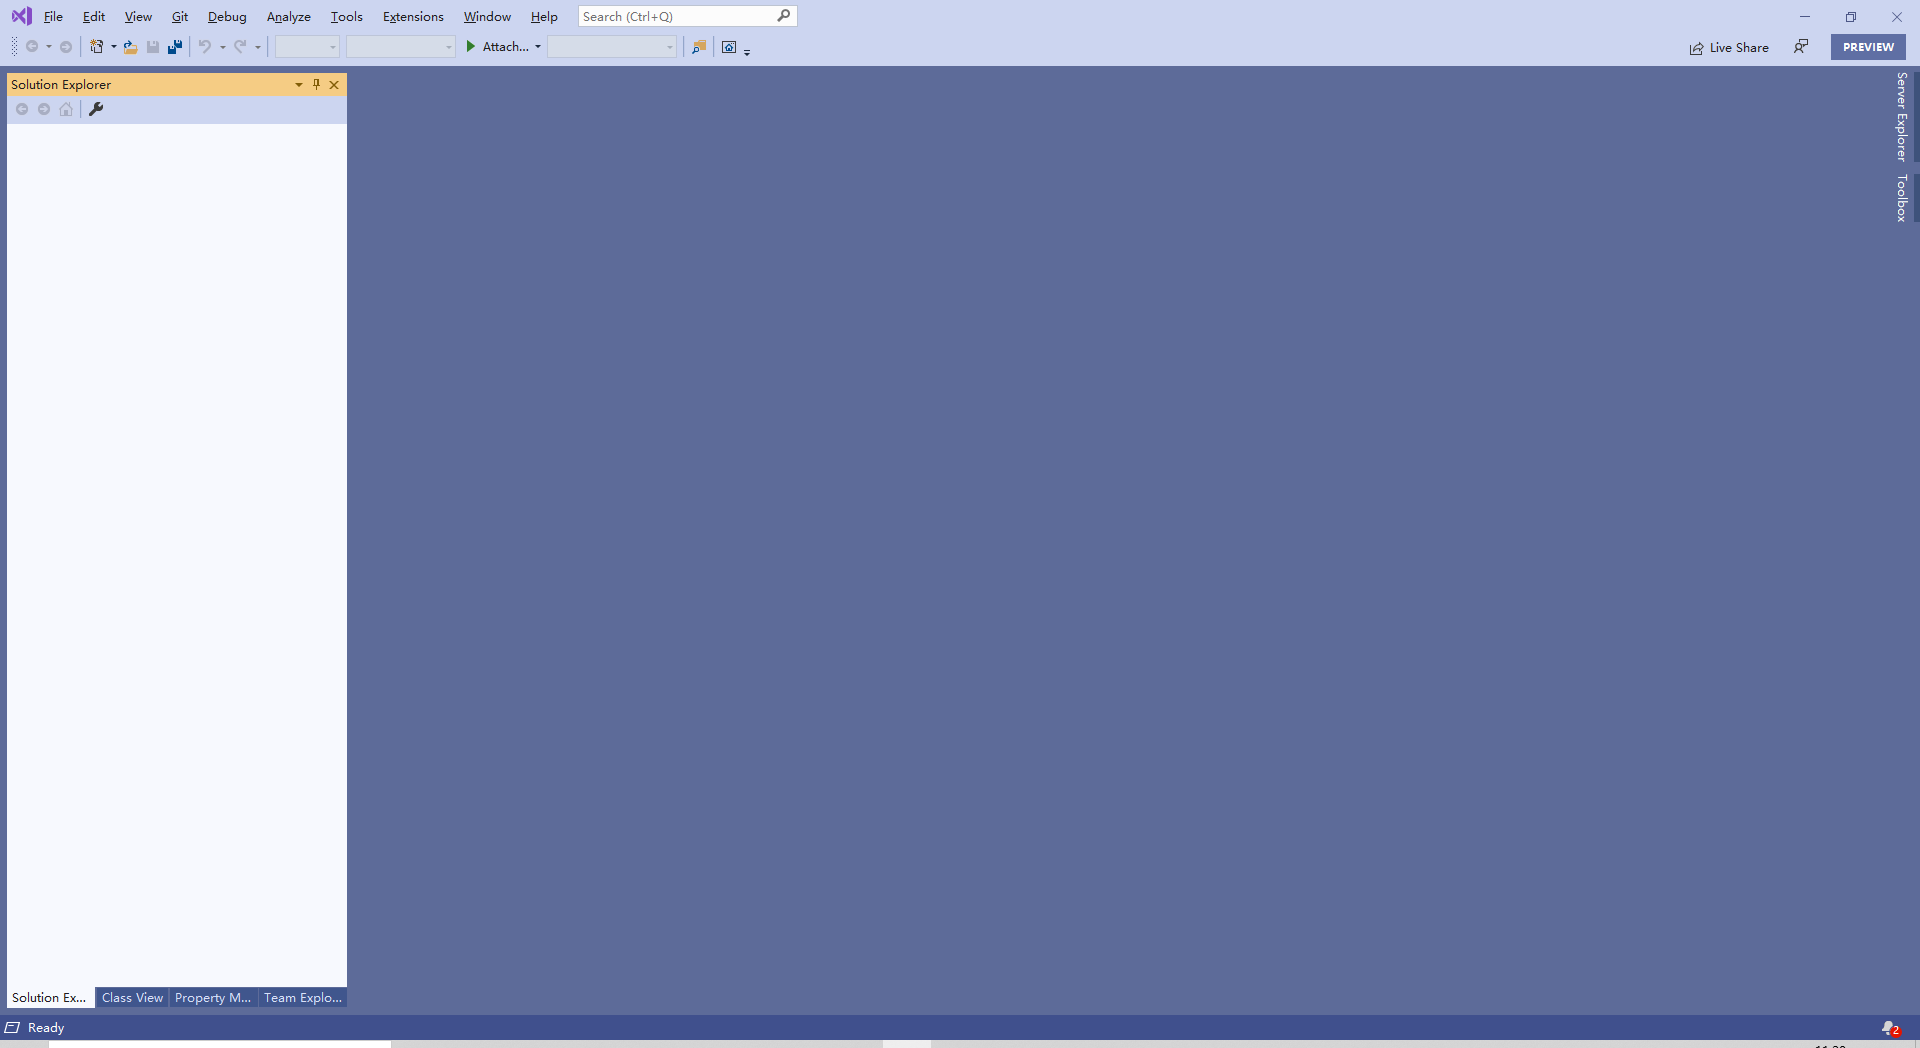 File Edit View Git Debug Analyze Tools Extensions Window Help Search (Ctrl+Q)
Attach... Live Share PREVIEW
Solution Explorer
Server Explorer
Toolbox
Solution Ex... Class View Property M... Team Explo...
Ready 2